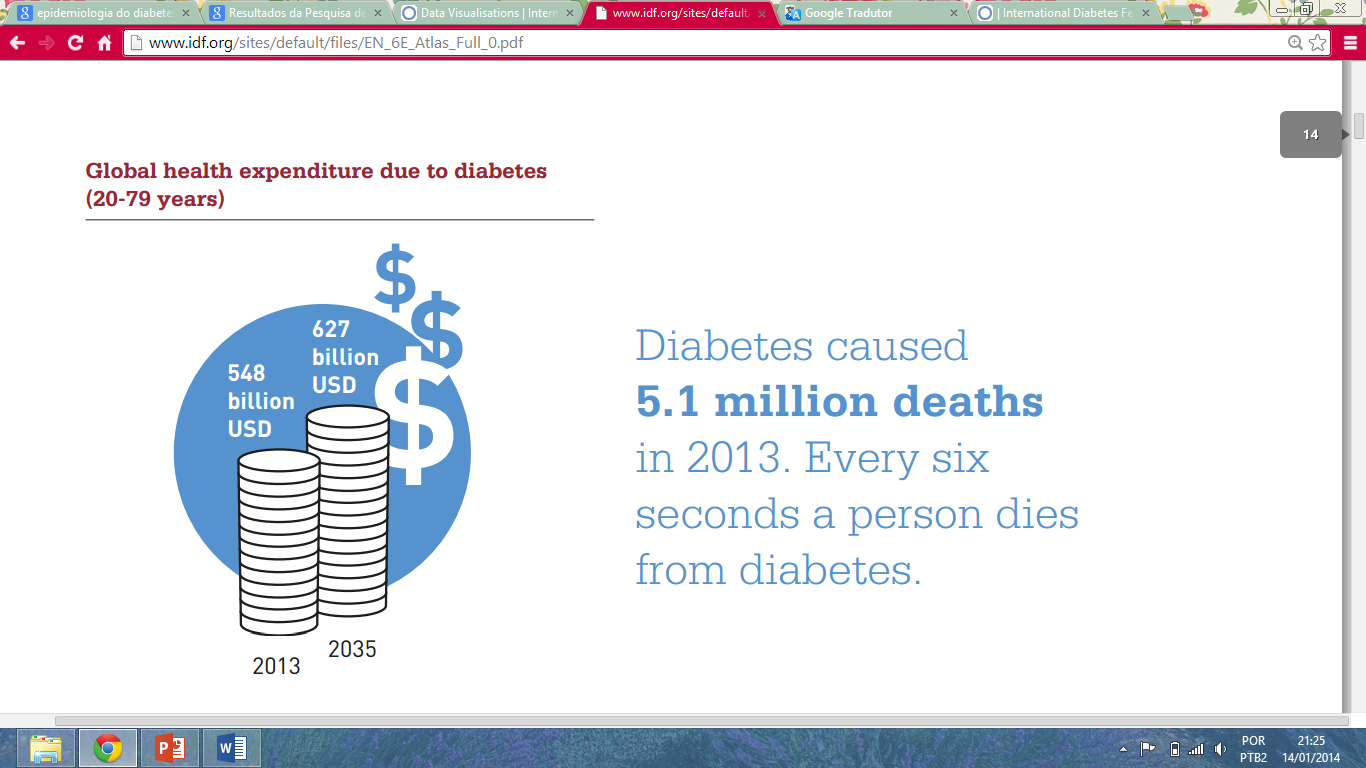 epidemiologia do diabete
Resultados da Pesquisa de
Data Visualisations | Intern
www.idf.org/sites/default
Google Tradutor
| International Diabetes Fe
www.idf.org/sites/default/files/EN_6E_Atlas_Full_0.pdf
14
Global health expenditure due to diabetes
(20-79 years)
$
$
$
627
billion
USD
548
billion
USD
2035
2013
Diabetes caused
5.1 million deaths
in 2013. Every six
seconds a person dies
from diabetes.
POR
PTB2
21:25
14/01/2014